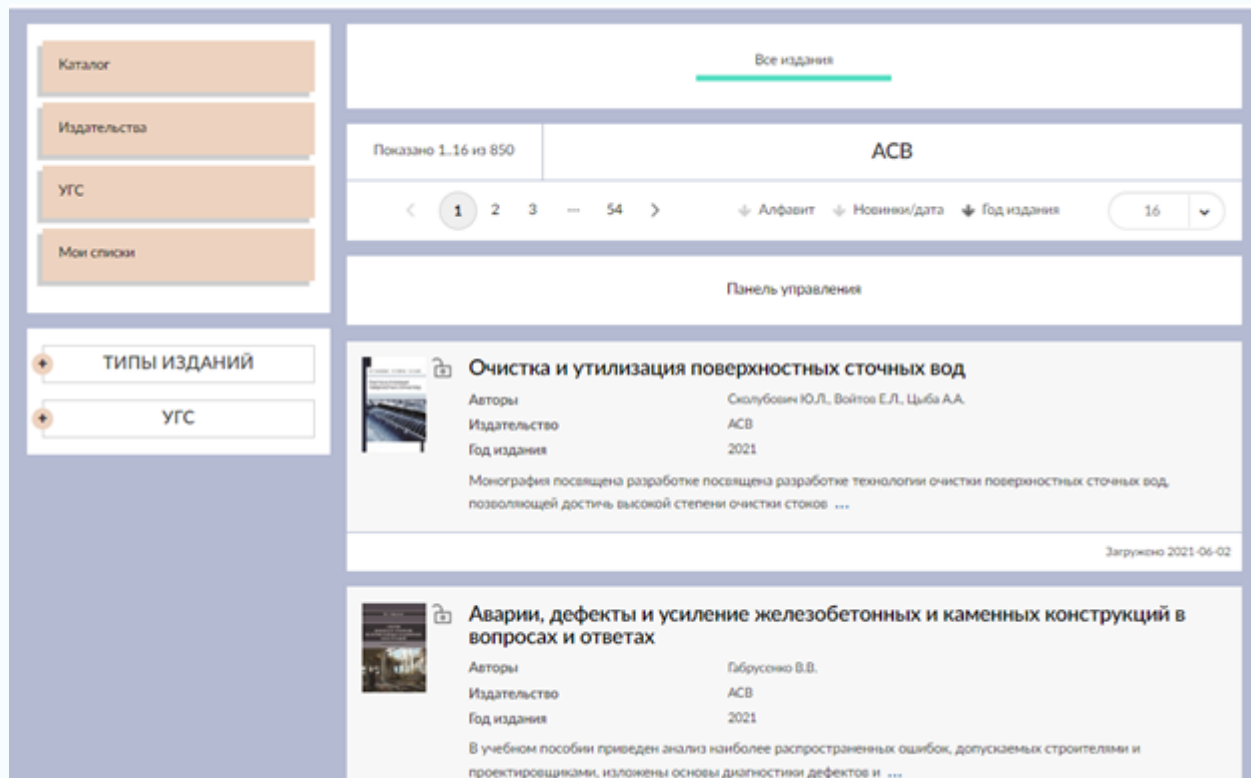 Каталог
Издательства
УГС
Мои списки
ТИПЫ ИЗДАНИЙ
УГС
Все издания
Показано 1..16 из 850
АСВ
1 2 3 ... 54
Алфавит Новинки/дата Год издания
16
Панель управления
Очистка и утилизация поверхностных сточных вод
Авторы Сколубович Ю.Л., Войтов Е.Л., Цыба А.А.
Издательство АСВ
Год издания 2021
Монография посвящена разработке посвящена разработке технологии очистки поверхностных сточных вод,
позволяющей достичь высокой степени очистки стоков ...
Загружено 2021-06-02
Аварии, дефекты и усиление железобетонных и каменных конструкций в
вопросах и ответах
Авторы Габрусенко В.В.
Издательство АСВ
Год издания 2021
В учебном пособии приведен анализ наиболее распространенных ошибок, допускаемых строителями и
проектировщиками, изложены основы диагностики дефектов и ...